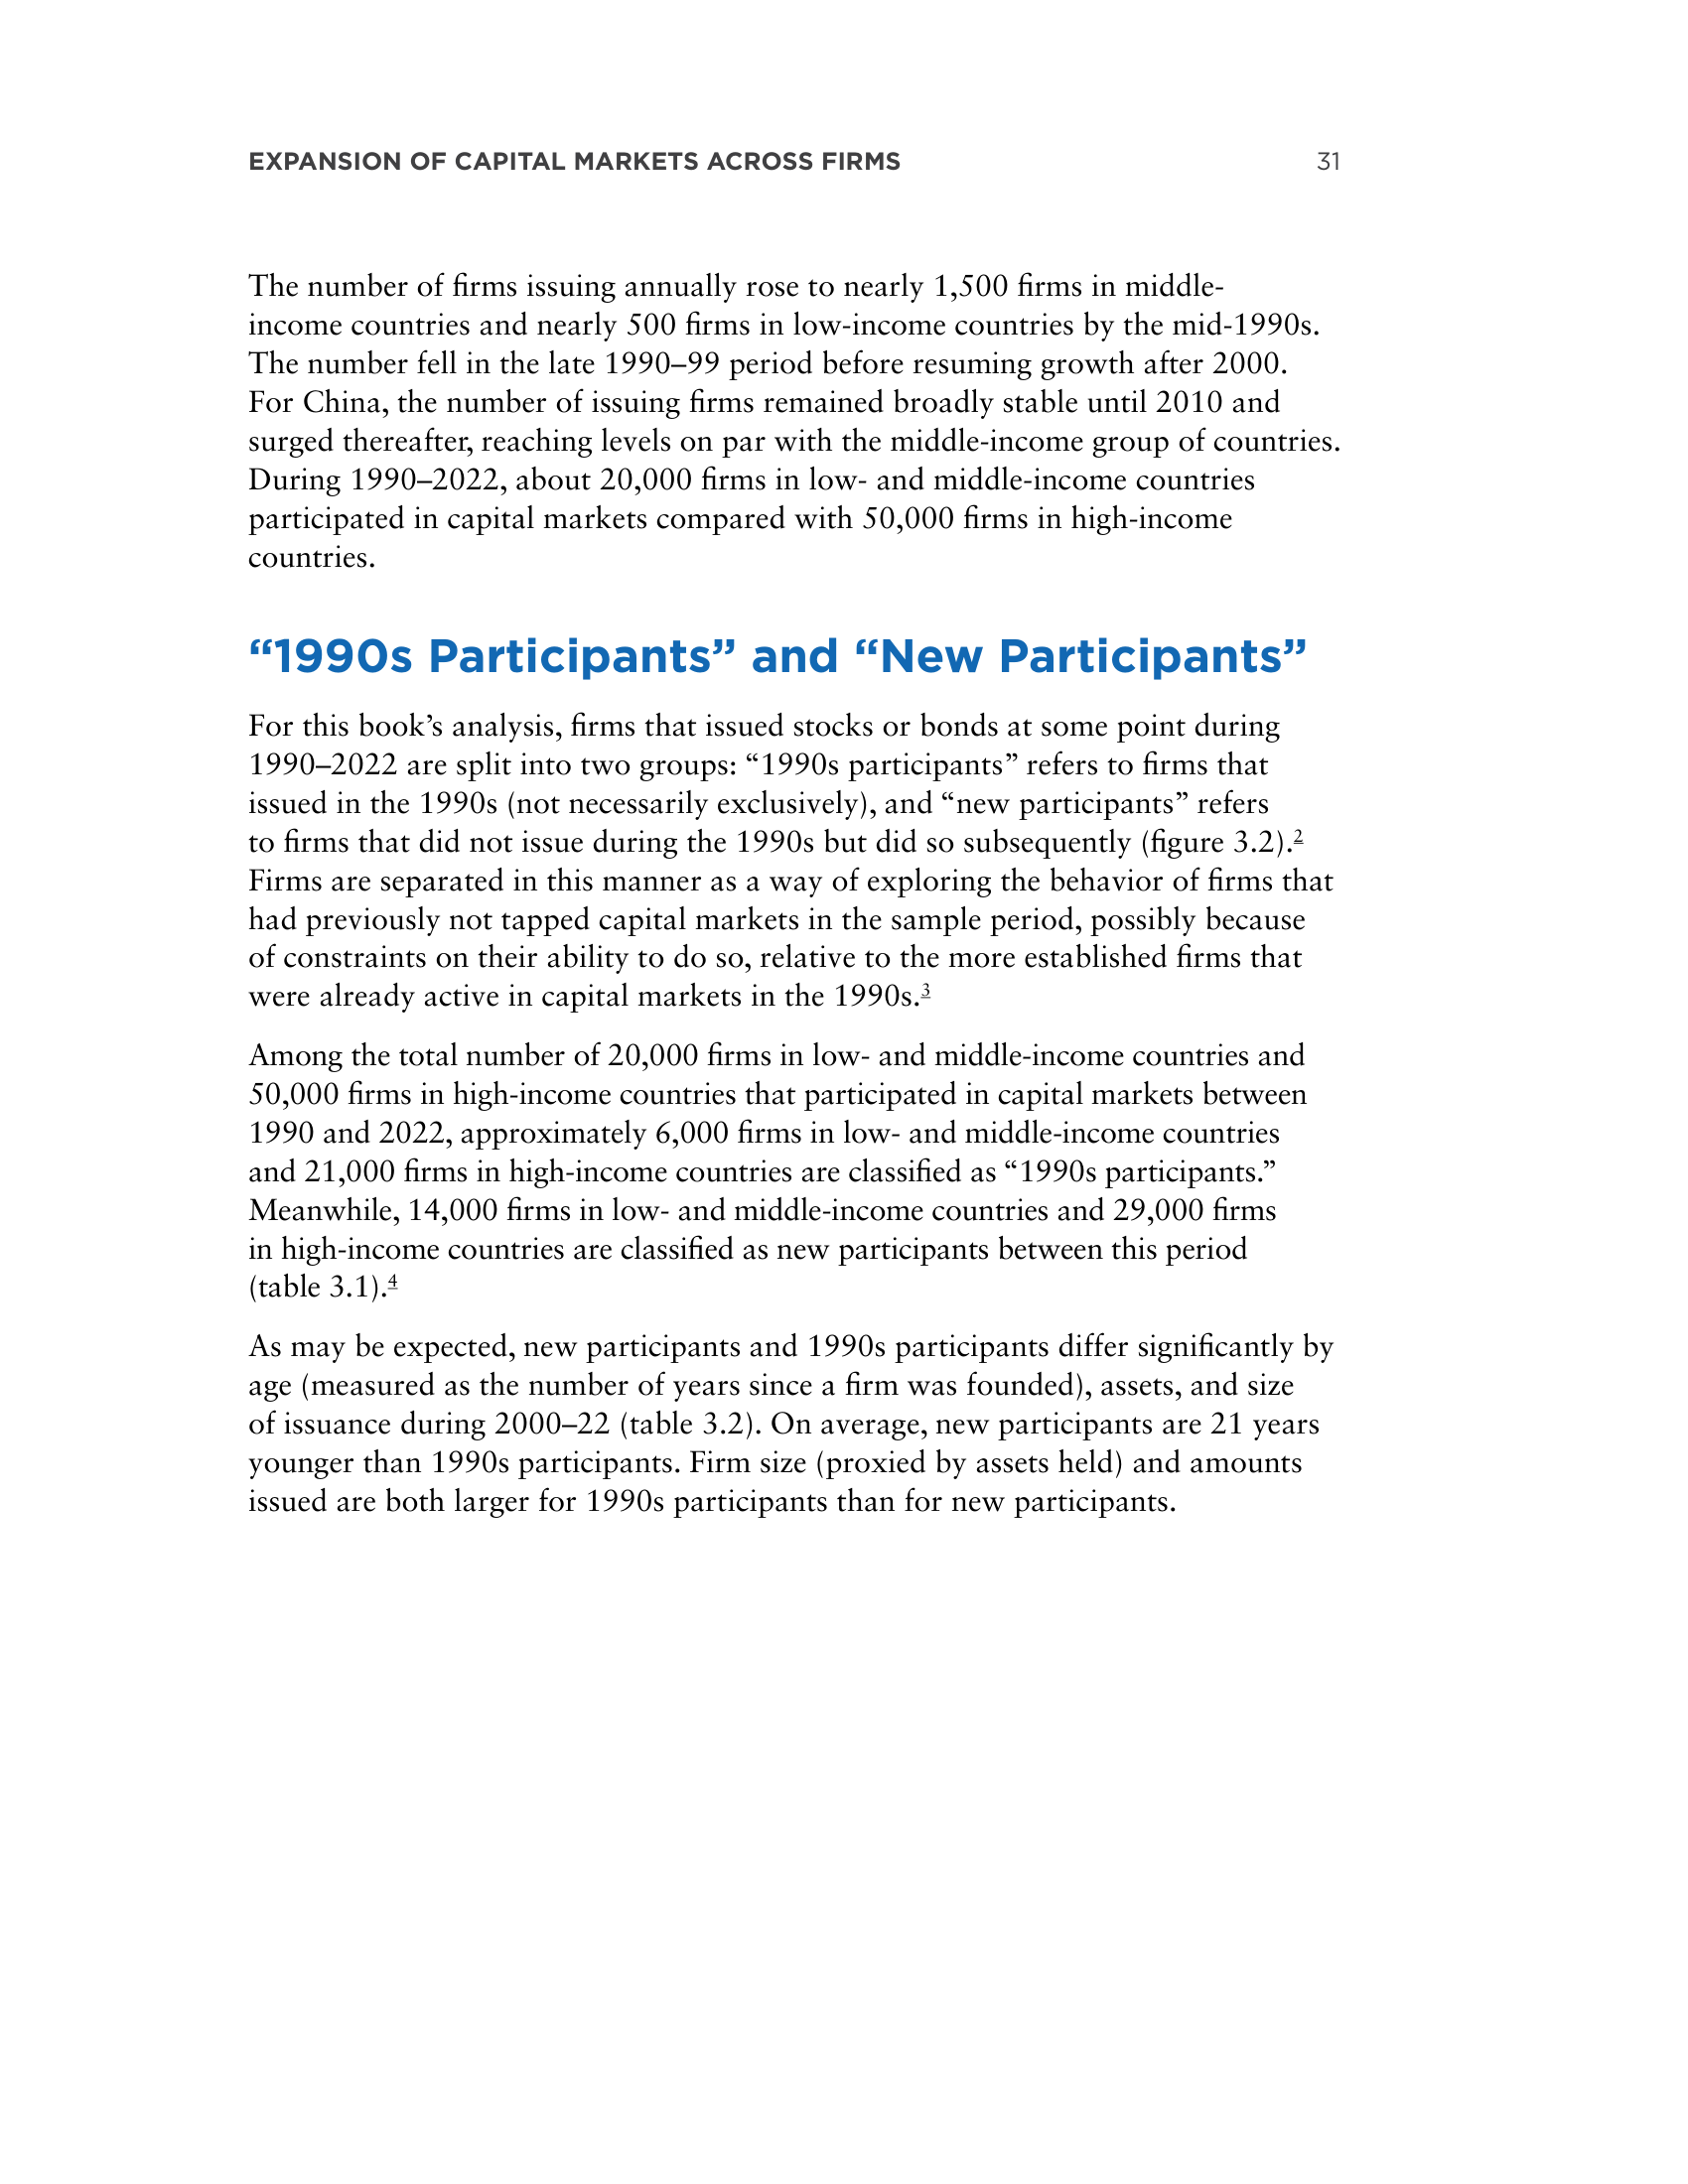 EXPANSION OF CAPITAL MARKETS ACROSS FIRMS 31
The number of firms issuing annually rose to nearly 1,500 firms in middle-
income countries and nearly 500 firms in low-income countries by the mid-1990s.
The number fell in the late 1990–99 period before resuming growth after 2000.
For China, the number of issuing firms remained broadly stable until 2010 and
surged thereafter, reaching levels on par with the middle-income group of countries.
During 1990–2022, about 20,000 firms in low- and middle-income countries
participated in capital markets compared with 50,000 firms in high-income
countries.
“1990s Participants” and “New Participants”
For this book’s analysis, firms that issued stocks or bonds at some point during
1990–2022 are split into two groups: “1990s participants” refers to firms that
issued in the 1990s (not necessarily exclusively), and “new participants” refers
to firms that did not issue during the 1990s but did so subsequently (figure 3.2).2
Firms are separated in this manner as a way of exploring the behavior of firms that
had previously not tapped capital markets in the sample period, possibly because
of constraints on their ability to do so, relative to the more established firms that
were already active in capital markets in the 1990s.3
Among the total number of 20,000 firms in low- and middle-income countries and
50,000 firms in high-income countries that participated in capital markets between
1990 and 2022, approximately 6,000 firms in low- and middle-income countries
and 21,000 firms in high-income countries are classified as “1990s participants.”
Meanwhile, 14,000 firms in low- and middle-income countries and 29,000 firms
in high-income countries are classified as new participants between this period
(table 3.1).4
As may be expected, new participants and 1990s participants differ significantly by
age (measured as the number of years since a firm was founded), assets, and size
of issuance during 2000–22 (table 3.2). On average, new participants are 21 years
younger than 1990s participants. Firm size (proxied by assets held) and amounts
issued are both larger for 1990s participants than for new participants.